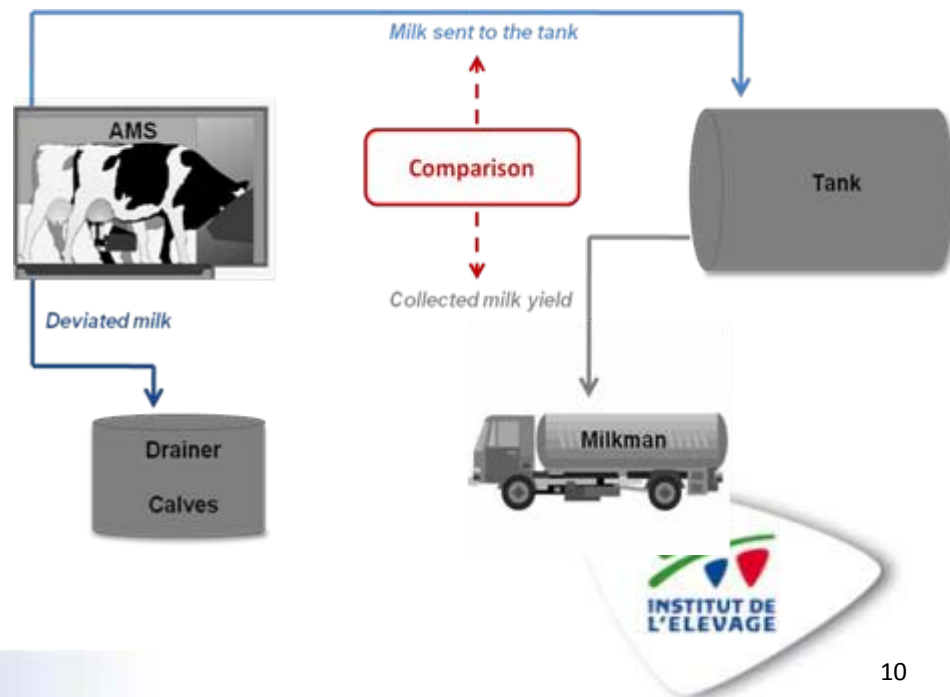 Milk sent to the tank
AMS
Comparison
Tank
Collected milk yield
Deviated milk
Drainer
Calves
Milkman
INSTITUT DE
L'ELEVAGE
10